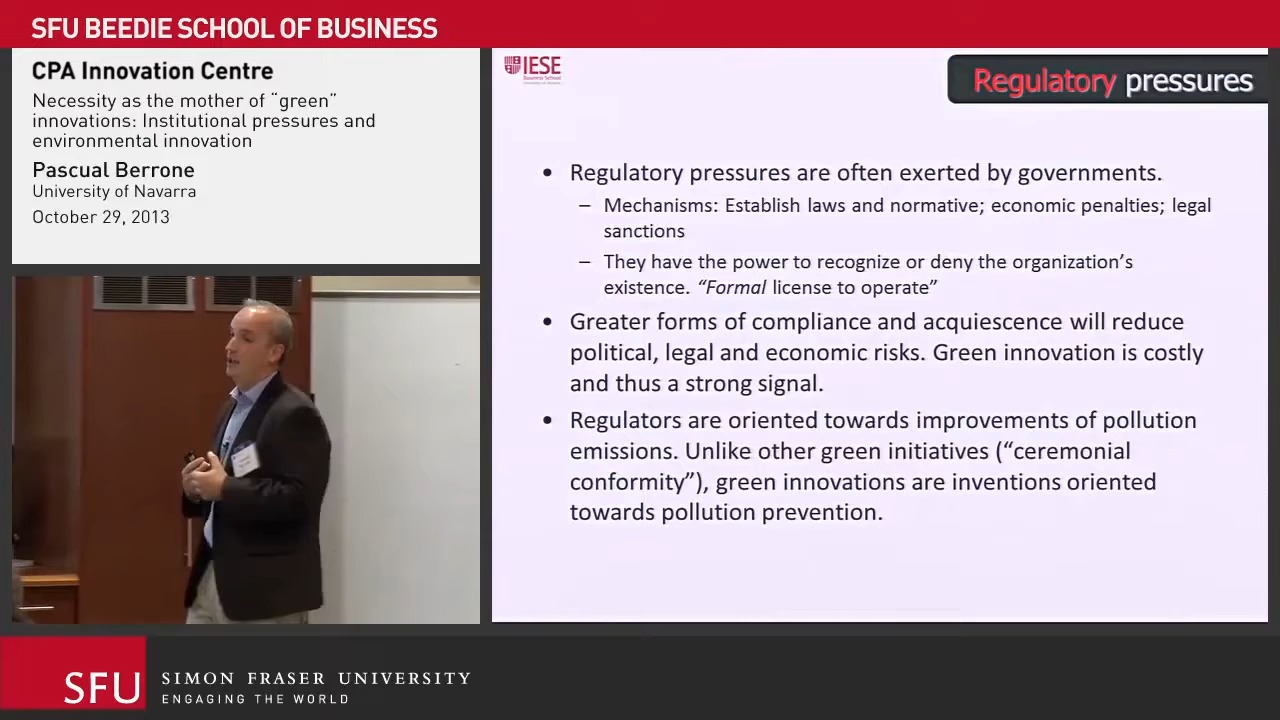 SFU BEEDIE SCHOOL OF BUSINESS
CPA Innovation Centre
Necessity as the mother of “green”
innovations: Institutional pressures and
environmental innovation
Pascual Berrone
University of Navarra
October 29, 2013
IESE
Business School
Regulatory pressures
• Regulatory pressures are often exerted by governments.
– Mechanisms: Establish laws and normative; economic penalties; legal
sanctions
– They have the power to recognize or deny the organization’s
existence. “Formal license to operate”
• Greater forms of compliance and acquiescence will reduce
political, legal and economic risks. Green innovation is costly
and thus a strong signal.
• Regulators are oriented towards improvements of pollution
emissions. Unlike other green initiatives (“ceremonial
conformity”), green innovations are inventions oriented
towards pollution prevention.
SFU
SIMON FRASER UNIVERSITY
ENGAGING THE WORLD